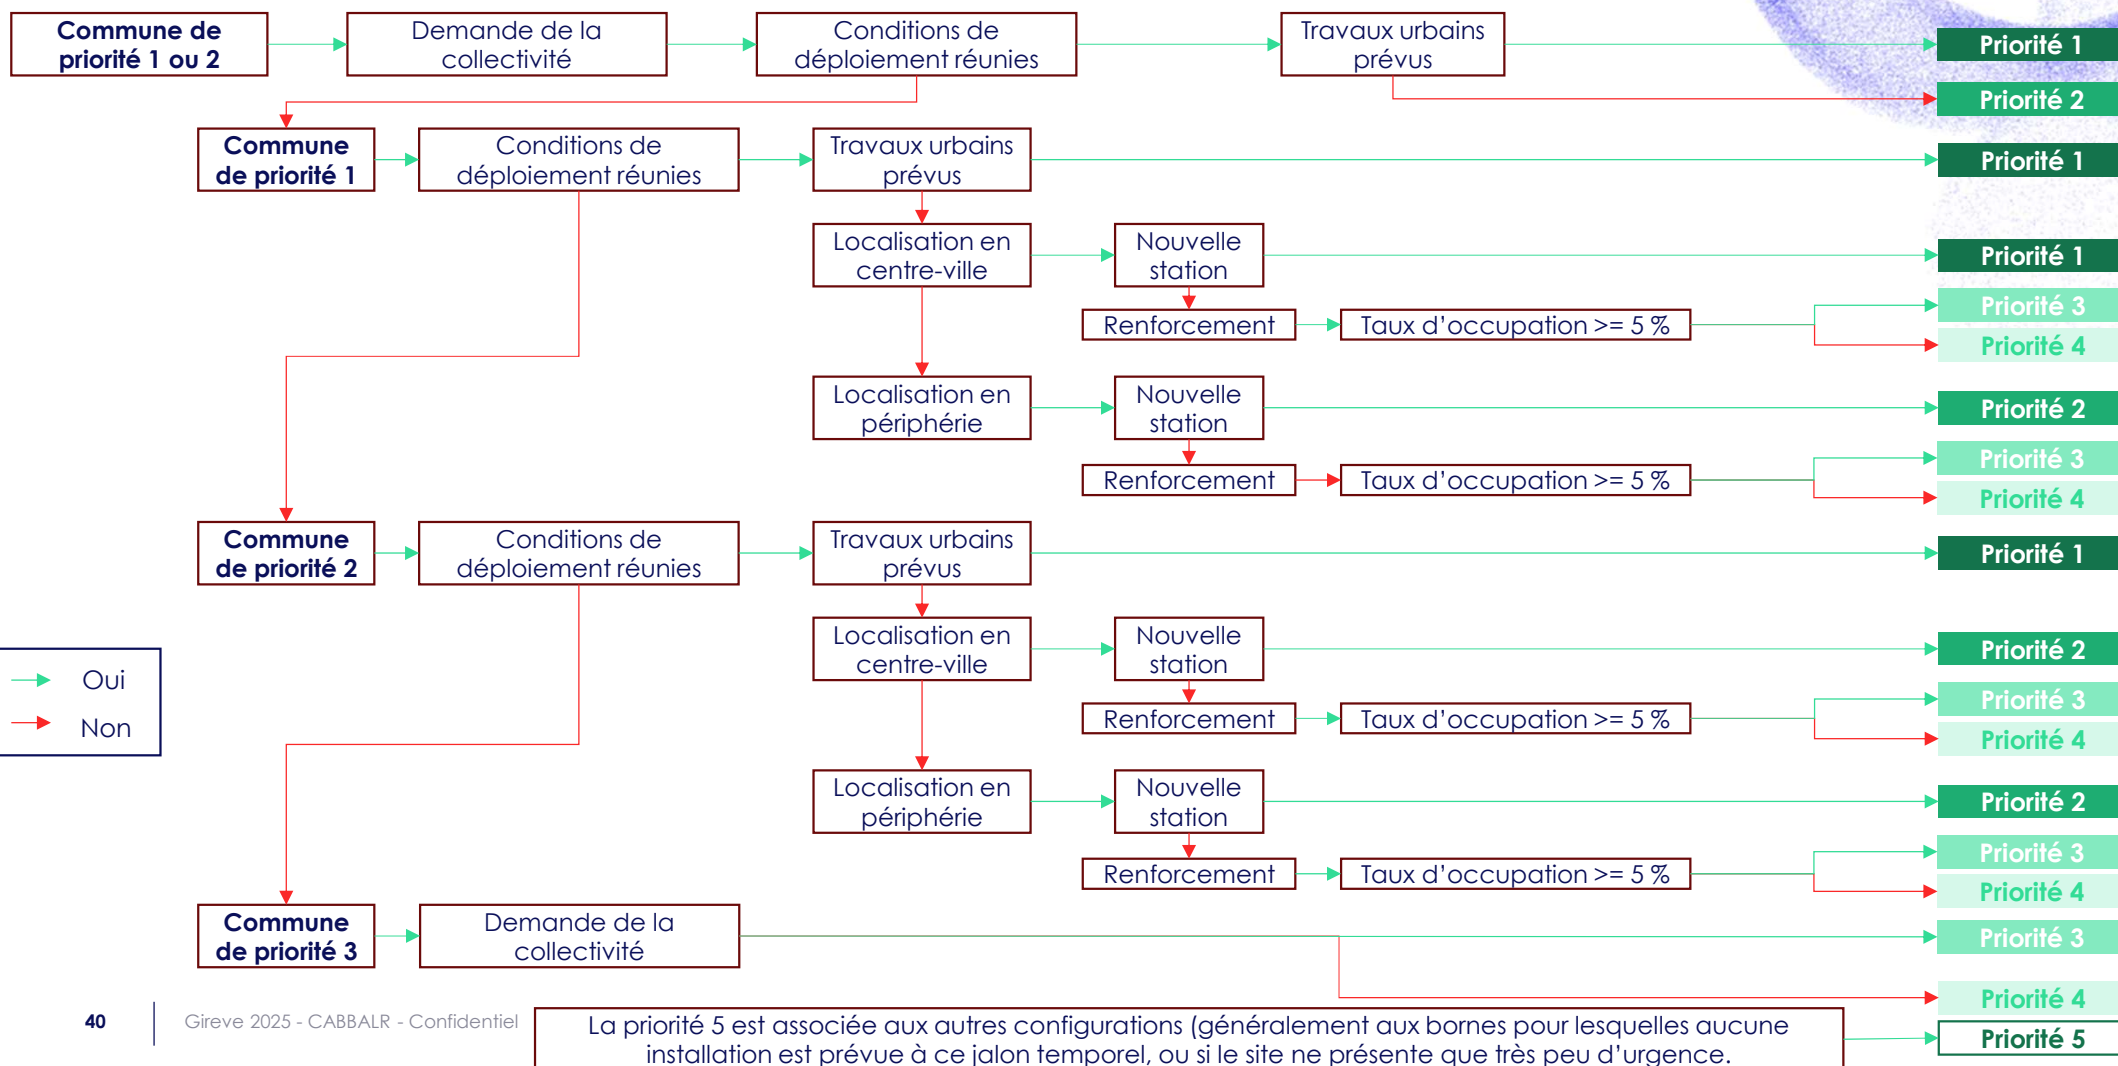 Commune de
priorité 1 ou 2
Demande de la
collectivité
Conditions de
déploiement réunies
Travaux urbains
prévus
Priorité 1
Priorité 2
Commune
de priorité 1
Conditions de
déploiement réunies
Travaux urbains
prévus
Priorité 1
Localisation en
centre-ville
Nouvelle
station
Priorité 1
Renforcement
Taux d'occupation >= 5 %
Priorité 3
Priorité 4
Localisation en
périphérie
Nouvelle
station
Priorité 2
Renforcement
Taux d'occupation >= 5 %
Priorité 3
Priorité 4
Commune
de priorité 2
Conditions de
déploiement réunies
Travaux urbains
prévus
Priorité 1
Localisation en
centre-ville
Nouvelle
station
Priorité 2
Renforcement
Taux d'occupation >= 5 %
Priorité 3
Priorité 4
Oui
Non
Localisation en
périphérie
Nouvelle
station
Priorité 2
Renforcement
Taux d'occupation >= 5 %
Priorité 3
Priorité 4
Commune
de priorité 3
Demande de la
collectivité
Priorité 3
Priorité 4
40
Gireve 2025 - CABBALR - Confidentiel
La priorité 5 est associée aux autres configurations (généralement aux bornes pour lesquelles aucune
installation est prévue à ce jalon temporel, ou si le site ne présente que très peu d'urgence.
Priorité 5